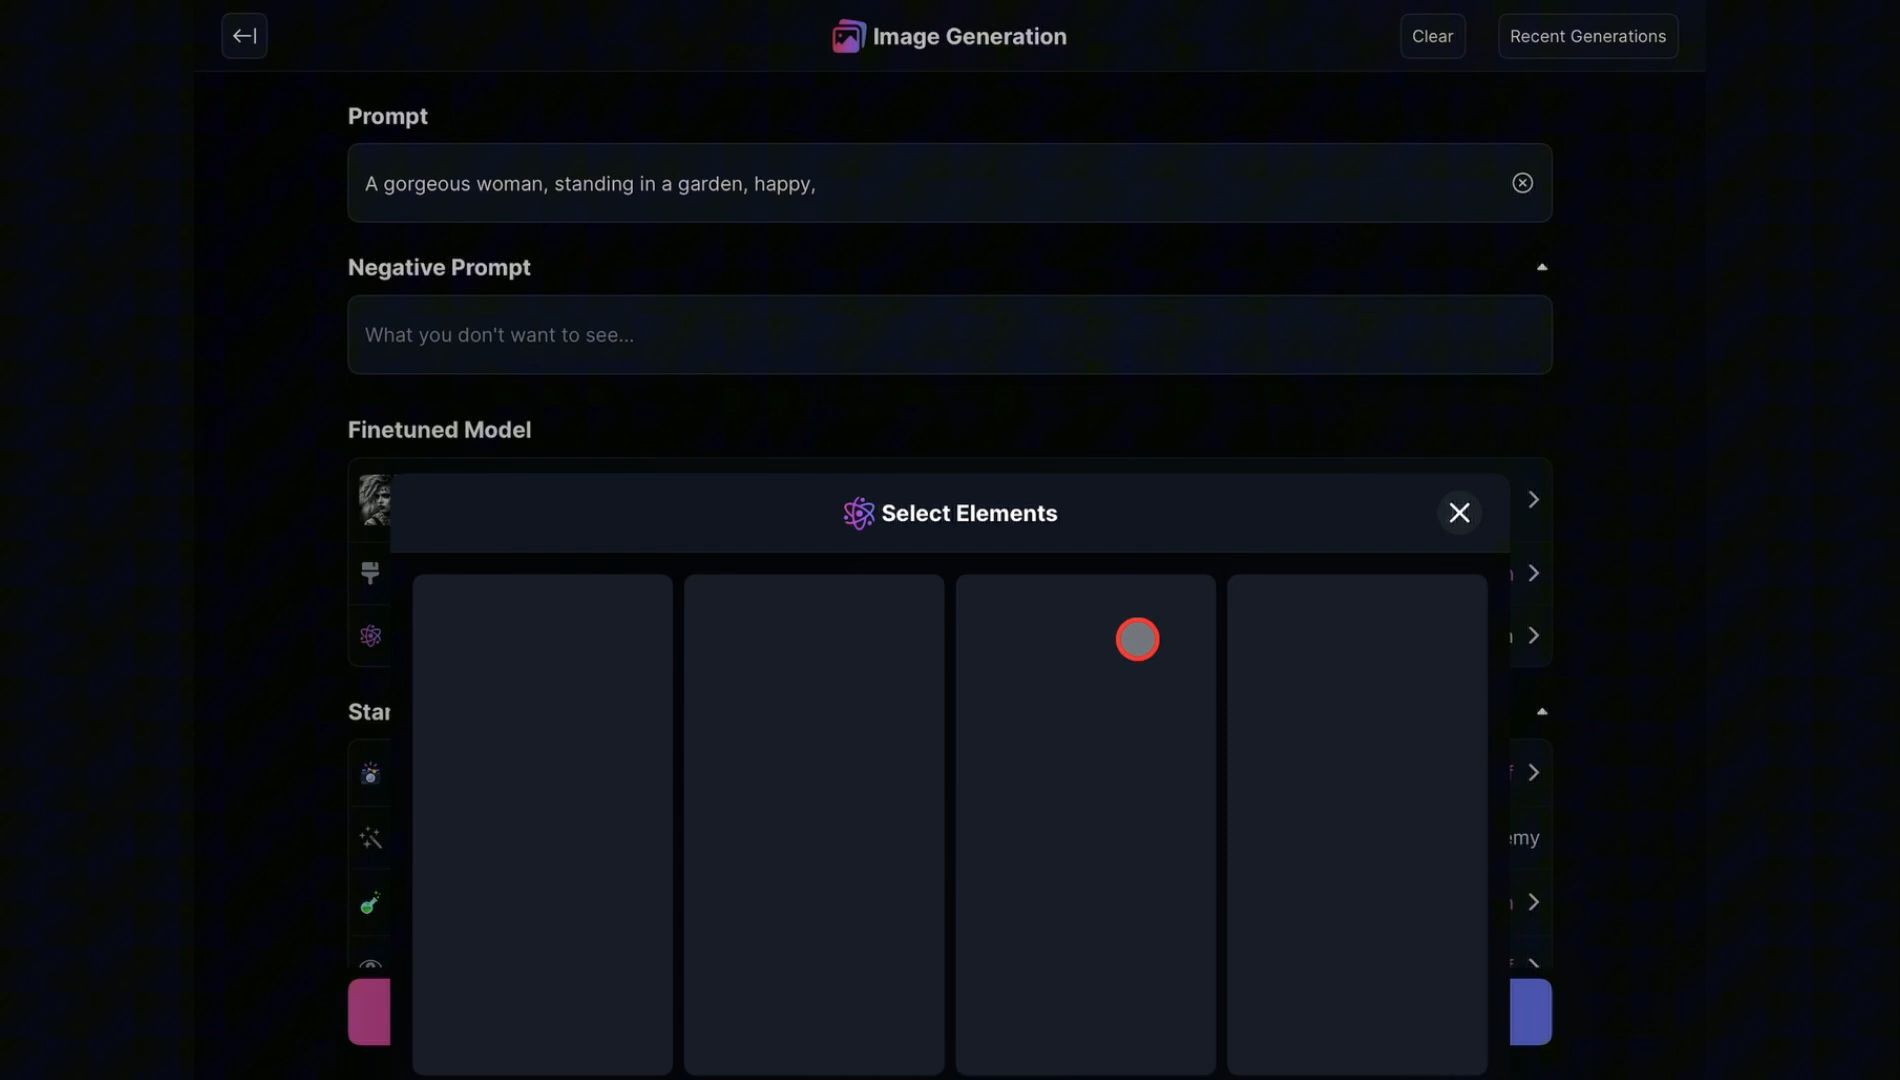 Image Generation
Clear
Recent Generations
Prompt
A gorgeous woman, standing in a garden, happy,
Negative Prompt
What you don't want to see...
Finetuned Model
Select Elements
Star
emy